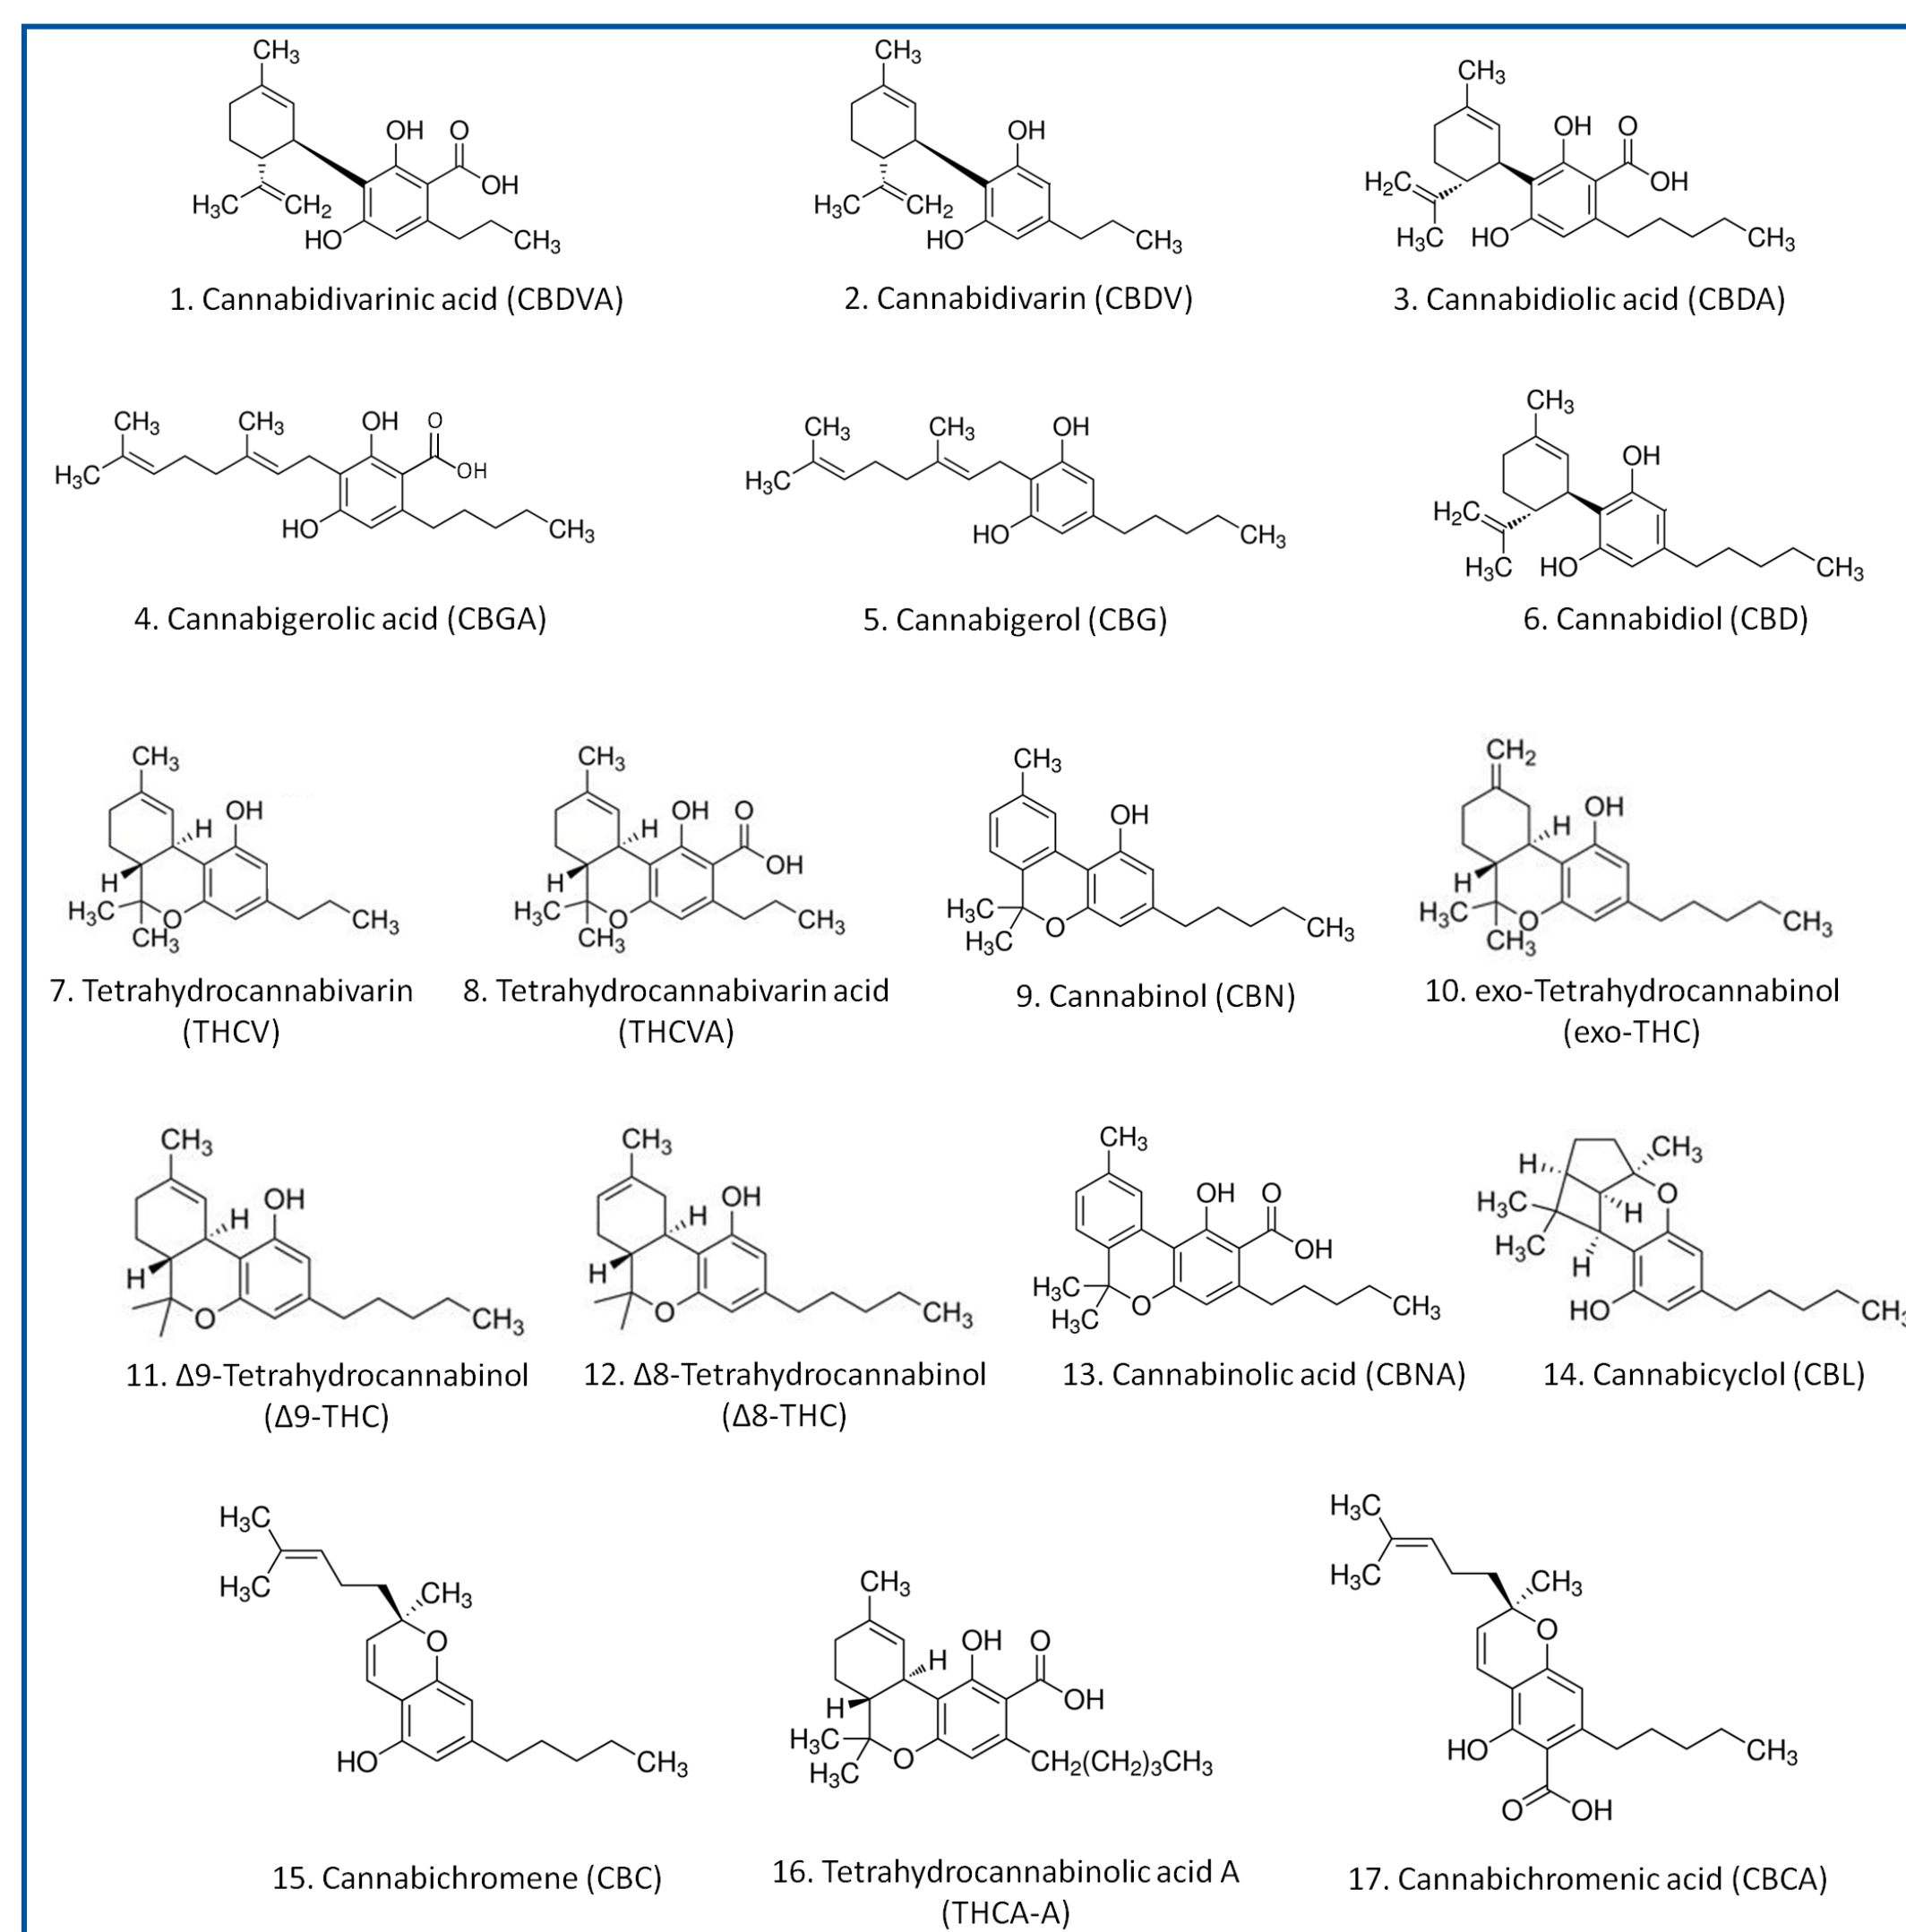 CH3
OH
O
OH
H3C
CH2
HO
CH3
1. Cannabidivarinic acid (CBDVA)
CH3
OH
H3C
CH2
HO
CH3
2. Cannabidivarin (CBDV)
CH3
OH
O
H2C
OH
H3C
HO
CH3
3. Cannabidiolic acid (CBDA)
CH3
CH3
OH
O
H3C
OH
HO
CH3
4. Cannabigerolic acid (CBGA)
CH3
CH3
OH
H3C
HO
CH3
5. Cannabigerol (CBG)
CH3
OH
H2C
H3C
HO
CH3
6. Cannabidiol (CBD)
CH3
OH
H
H
H3C
O
CH3
CH3
7. Tetrahydrocannabivarin
(THCV)
CH3
OH
O
H
OH
H
H3C
O
CH3
CH3
8. Tetrahydrocannabivarin acid
(THCVA)
CH3
OH
H3C
O
CH3
H3C
9. Cannabinol (CBN)
CH2
OH
H
H
H3C
O
CH3
CH3
10. exo-Tetrahydrocannabinol
(exo-THC)
CH3
OH
H
H
O
CH3
11. Δ9-Tetrahydrocannabinol
(Δ9-THC)
CH3
OH
H
H
O
CH3
12. Δ8-Tetrahydrocannabinol
(Δ8-THC)
CH3
OH
O
OH
H3C
O
CH3
H3C
13. Cannabinolic acid (CBNA)
CH3
H
O
H3C
H
H3C
H
HO
CH3
14. Cannabicyclol (CBL)
H3C
H3C
CH3
O
HO
CH3
15. Cannabichromene (CBC)
CH3
OH
O
H
OH
H
H3C
O
CH2(CH2)3CH3
H3C
16. Tetrahydrocannabinolic acid A
(THCA-A)
H3C
H3C
CH3
O
HO
CH3
O
OH
17. Cannabichromenic acid (CBCA)